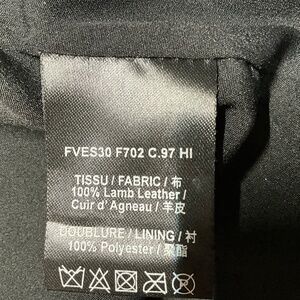 FVES30 F702 C.97 HI
TISSU / FABRIC / 布
100% Lamb Leather /
Cuir d'Agneau / 羊皮
DOUBLURE / LINING / 衬
100% Polyester / 聚酯